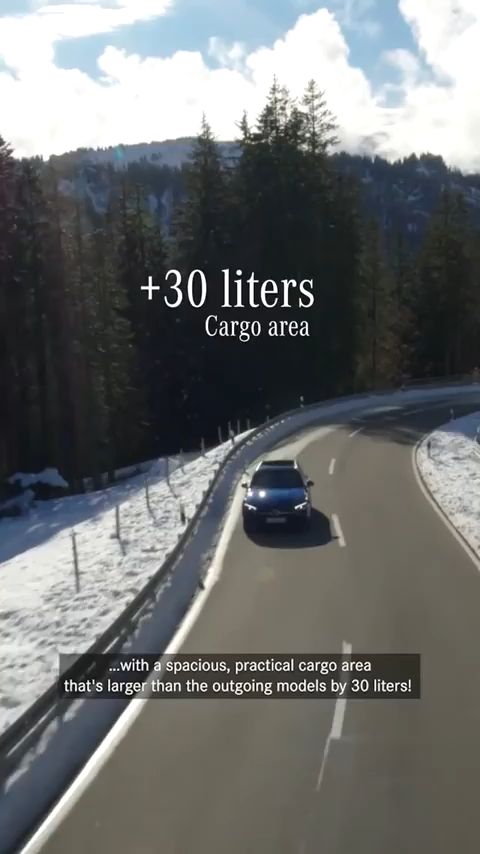 +30 liters
Cargo area
...with a spacious, practical cargo area
that's larger than the outgoing models by 30 liters!